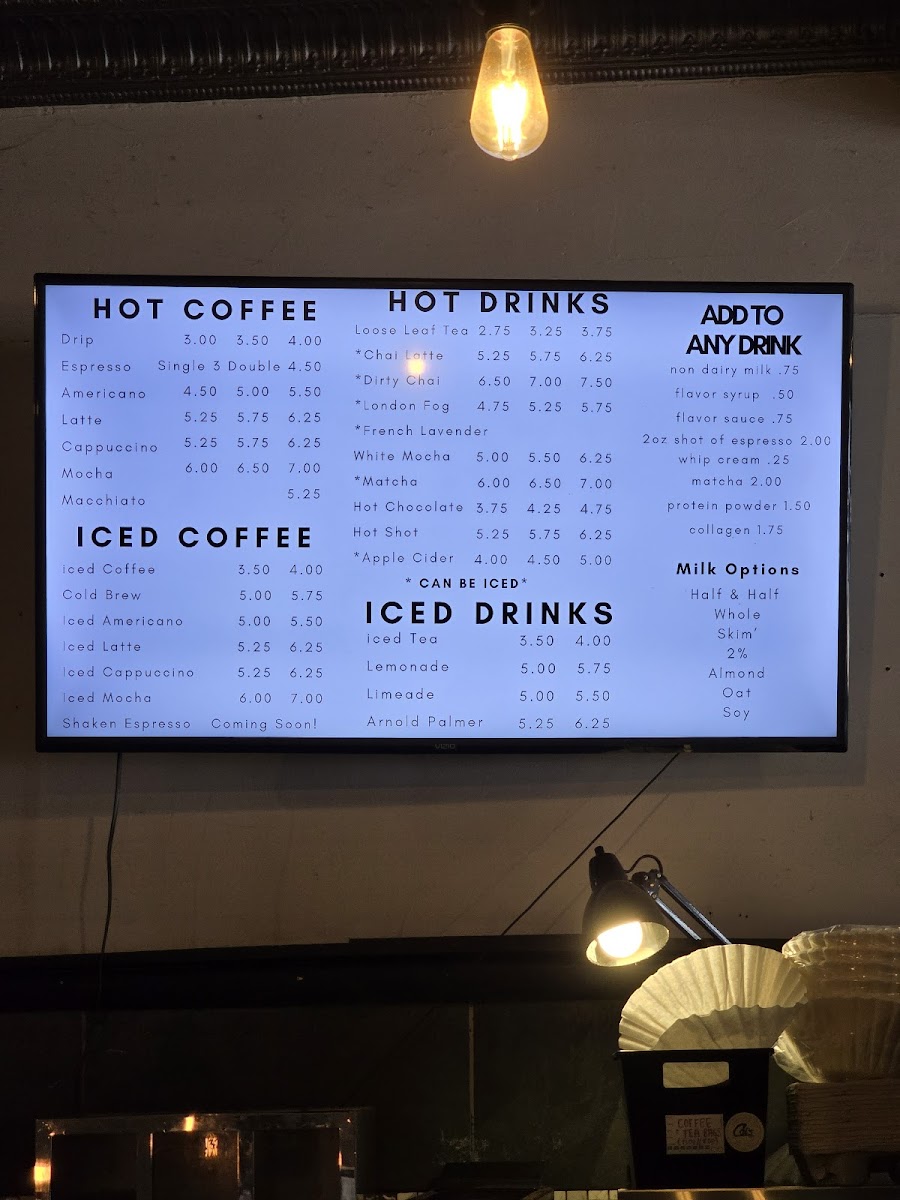 HOT COFFEE
Drip 3.00 3.50 4.00
Espresso Single 3 Double 4.50
Americano 4.50 5.00 5.50
Latte 5.25 5.75 6.25
Cappuccino 5.25 5.75 6.25
Mocha 6.00 6.50 7.00
Macchiato 5.25
ICED COFFEE
iced Coffee 3.50 4.00
Cold Brew 5.00 5.75
Iced Americano 5.00 5.50
Iced Latte 5.25 6.25
Iced Cappuccino 5.25 6.25
Iced Mocha 6.00 7.00
Shaken Espresso Coming Soon!
HOT DRINKS
Loose Leaf Tea 2.75 3.25 3.75
*Chai Latte 5.25 5.75 6.25
*Dirty Chai 6.50 7.00 7.50
*London Fog 4.75 5.25 5.75
*French Lavender
White Mocha 5.00 5.50 6.25
*Matcha 6.00 6.50 7.00
Hot Chocolate 3.75 4.25 4.75
Hot Shot 5.25 5.75 6.25
*Apple Cider 4.00 4.50 5.00
* CAN BE ICED*
ICED DRINKS
iced Tea 3.50 4.00
Lemonade 5.00 5.75
Limeade 5.00 5.50
Arnold Palmer 5.25 6.25
ADD TO
ANY DRINK
non dairy milk .75
flavor syrup .50
flavor sauce .75
2oz shot of espresso 2.00
whip cream .25
matcha 2.00
protein powder 1.50
collagen 1.75
Milk Options
Half & Half
Whole
Skim'
2%
Almond
Oat
Soy
VIZIO
COFFEE
TEA BAGS